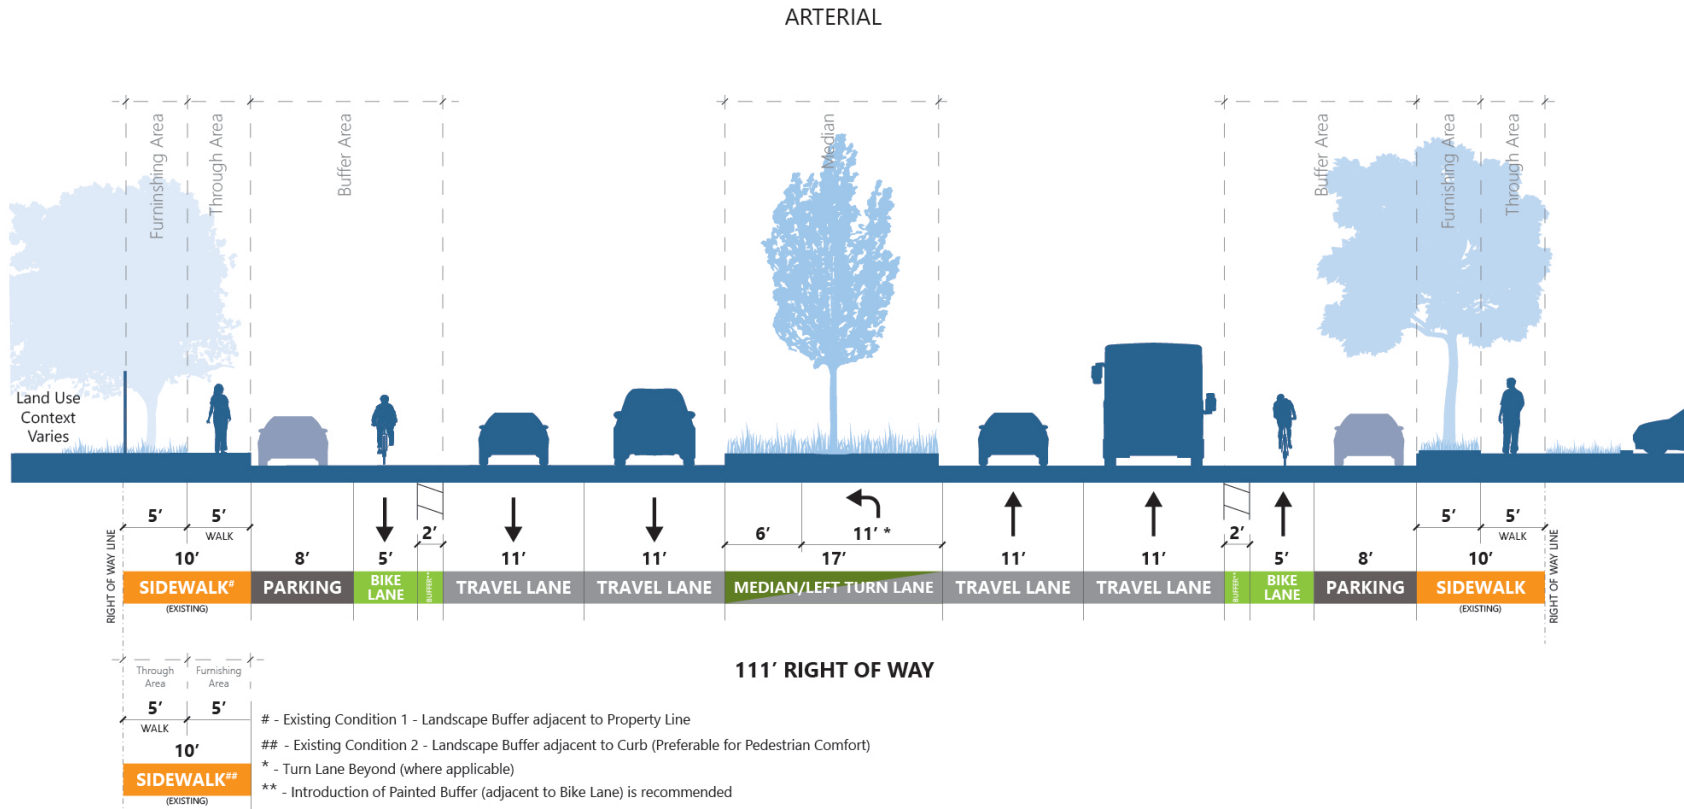 ARTERIAL
Furninshing Area
Through Area
Buffer Area
Median
Buffer Area
Furnishing Area
Through Area
Land Use
Context
Varies
5’ 5’ 2’ 6’ 11’ * 2’ 5’ 5’
WALK WALK
10’ 8’ 5’ 11’ 11’ 17’ 11’ 11’ 5’ 8’ 10’
RIGHT OF WAY LINE
SIDEWALK# PARKING BIKE LANE BUFFER** TRAVEL LANE TRAVEL LANE MEDIAN/LEFT TURN LANE TRAVEL LANE TRAVEL LANE BUFFER** BIKE LANE PARKING SIDEWALK
RIGHT OF WAY LINE
(EXISTING) (EXISTING)
111’ RIGHT OF WAY
Through Area
Furnishing Area
5’ 5’
WALK
10’
SIDEWALK##
(EXISTING)
# - Existing Condition 1 - Landscape Buffer adjacent to Property Line
## - Existing Condition 2 - Landscape Buffer adjacent to Curb (Preferable for Pedestrian Comfort)
* - Turn Lane Beyond (where applicable)
** - Introduction of Painted Buffer (adjacent to Bike Lane) is recommended